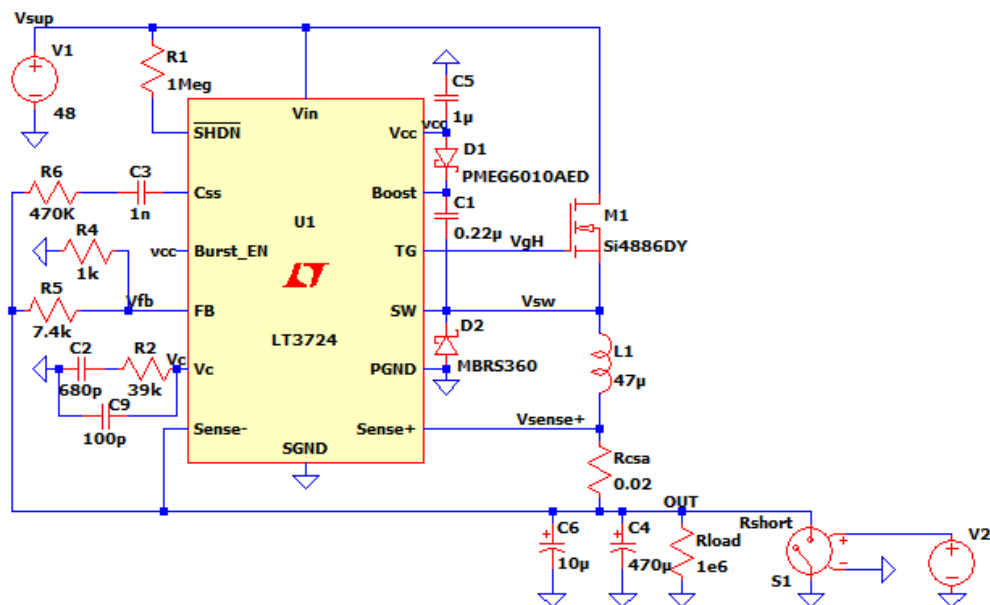 Vsup
V1
48
R1
1Meg
C5
1µ
Vin
vcc
SHDN
Vcc
D1
PMEG6010AED
R6
470K
C3
1n
Css
Boost
C1
0.22µ
U1
M1
Si4886DY
R4
1k
vcc
Burst_EN
TG
VgH
R5
7.4k
Vfb
FB
SW
Vsw
LT3724
D2
MBRS360
C2
680p
R2
39k
Vc
Vc
PGND
L1
47µ
C9
100p
Sense-
Sense+
Vsense+
SGND
Rcsa
0.02
OUT
C6
10µ
C4
470µ
Rload
1e6
Rshort
S1
V2